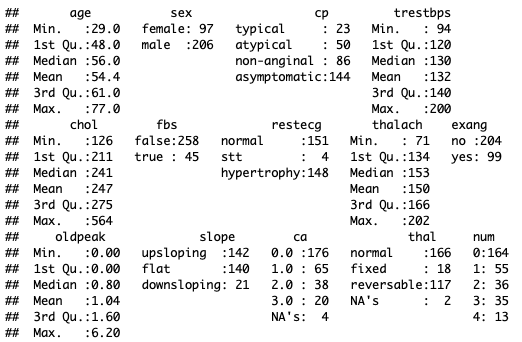 ##       age            sex                 cp         trestbps
##  Min.   :29.0   female: 97   typical     : 23   Min.   : 94
##  1st Qu.:48.0   male  :206   atypical    : 50   1st Qu.:120
##  Median :56.0                non-anginal : 86   Median :130
##  Mean   :54.4                asymptomatic:144   Mean   :132
##  3rd Qu.:61.0                                   3rd Qu.:140
##  Max.   :77.0                                   Max.   :200
##       chol        fbs             restecg       thalach     exang
##  Min.   :126   false:258   normal     :151   Min.   : 71   no :204
##  1st Qu.:211   true : 45   stt        :  4   1st Qu.:134   yes: 99
##  Median :241               hypertrophy:148   Median :153
##  Mean   :247                                 Mean   :150
##  3rd Qu.:275                                 3rd Qu.:166
##  Max.   :564                                 Max.   :202
##     oldpeak            slope        ca              thal      num
##  Min.   :0.00   upsloping  :142   0.0 :176   normal    :166   0:164
##  1st Qu.:0.00   flat       :140   1.0 : 65   fixed     : 18   1: 55
##  Median :0.80   downsloping: 21   2.0 : 38   reversable:117   2: 36
##  Mean   :1.04                     3.0 : 20   NA's      :  2   3: 35
##  3rd Qu.:1.60                     NA's:  4                    4: 13
##  Max.   :6.20